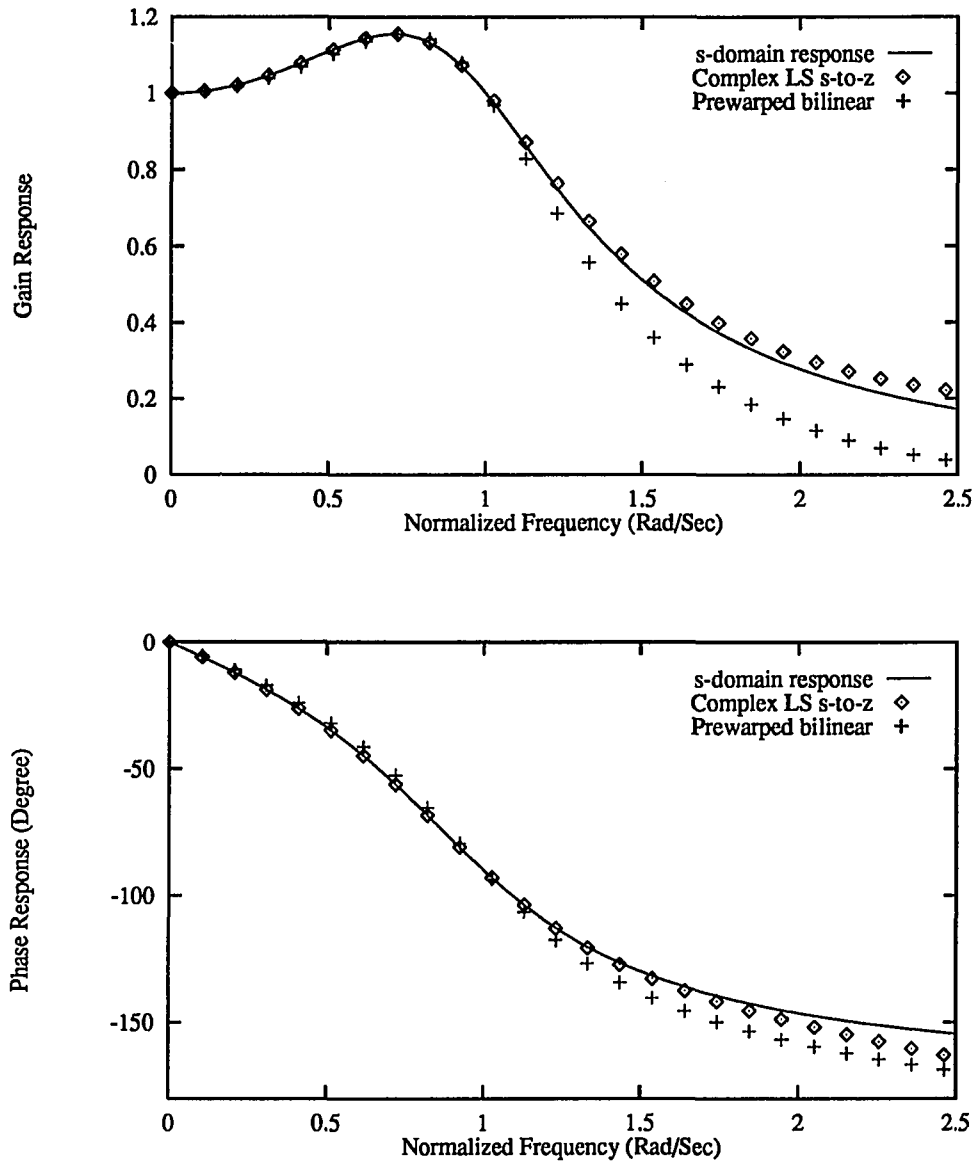 1.2
1
0.8
0.6
0.4
0.2
0
Gain Response
s-domain response
Complex LS s-to-z
Prewarped bilinear
0 0.5 1 1.5 2 2.5
Normalized Frequency (Rad/Sec)
0
-50
-100
-150
Phase Response (Degree)
s-domain response
Complex LS s-to-z
Prewarped bilinear
0 0.5 1 1.5 2 2.5
Normalized Frequency (Rad/Sec)